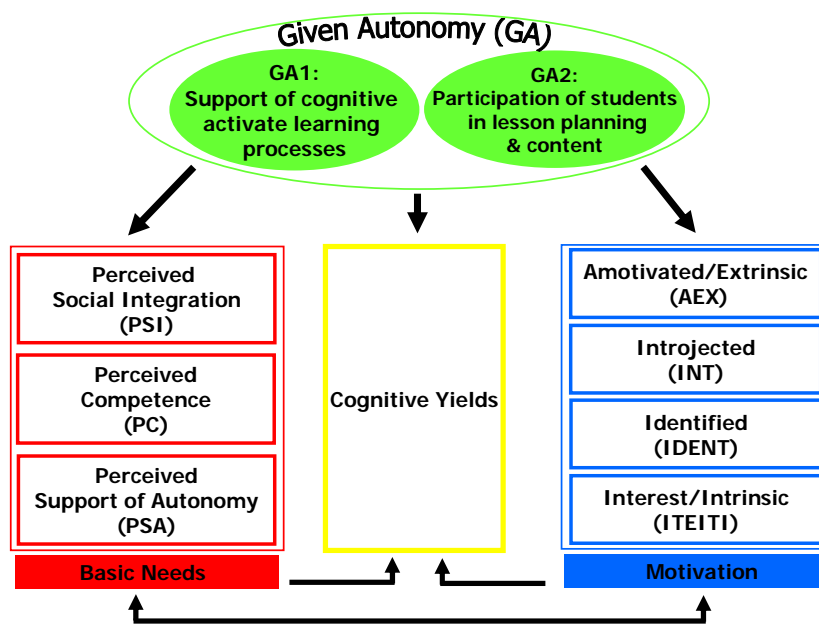 Given Autonomy (GA)
GA1:
Support of cognitive
activate learning
processes
GA2:
Participation of students
in lesson planning
& content
Perceived
Social Integration
(PSI)
Perceived
Competence
(PC)
Perceived
Support of Autonomy
(PSA)
Basic Needs
Cognitive Yields
Amotivated/Extrinsic
(AEX)
Introjected
(INT)
Identified
(IDENT)
Interest/Intrinsic
(ITEITI)
Motivation